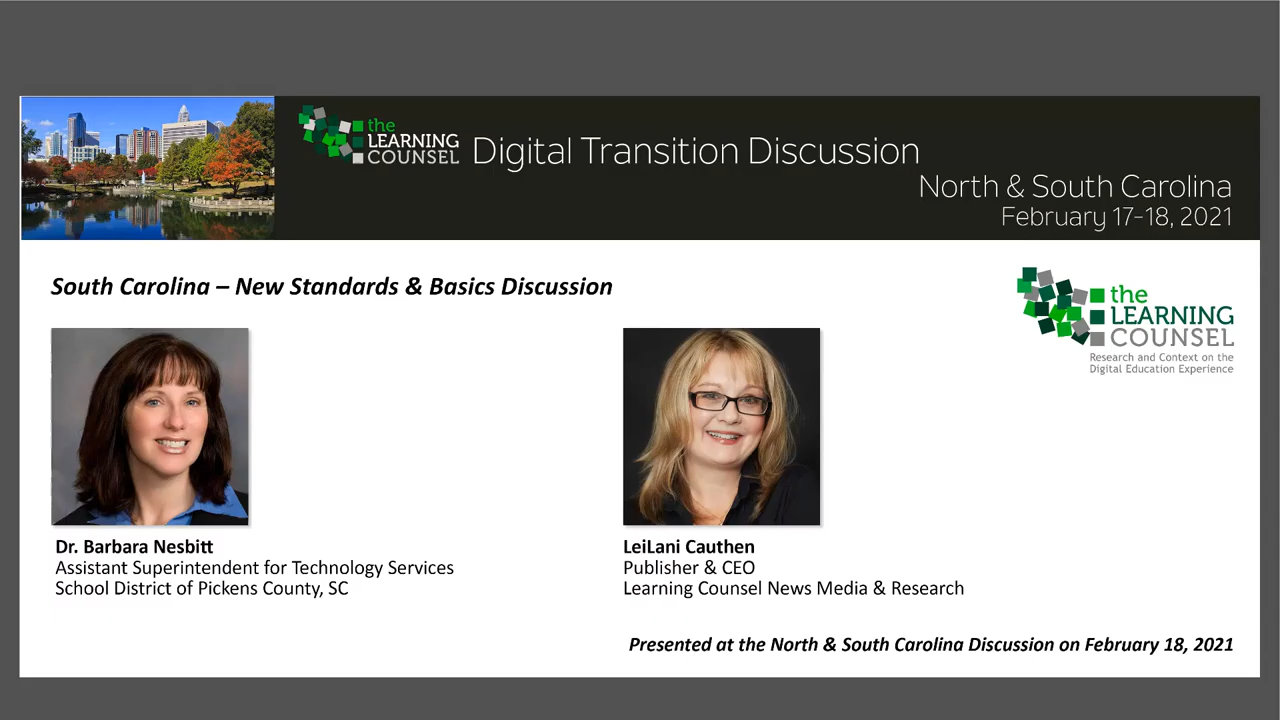 the
LEARNING
COUNSEL
Digital Transition Discussion
North & South Carolina
February 17-18, 2021
South Carolina – New Standards & Basics Discussion
the
LEARNING
COUNSEL
Research and Context on the
Digital Education Experience
Dr. Barbara Nesbitt
Assistant Superintendent for Technology Services
School District of Pickens County, SC
LeiLani Cauthen
Publisher & CEO
Learning Counsel News Media & Research
Presented at the North & South Carolina Discussion on February 18, 2021